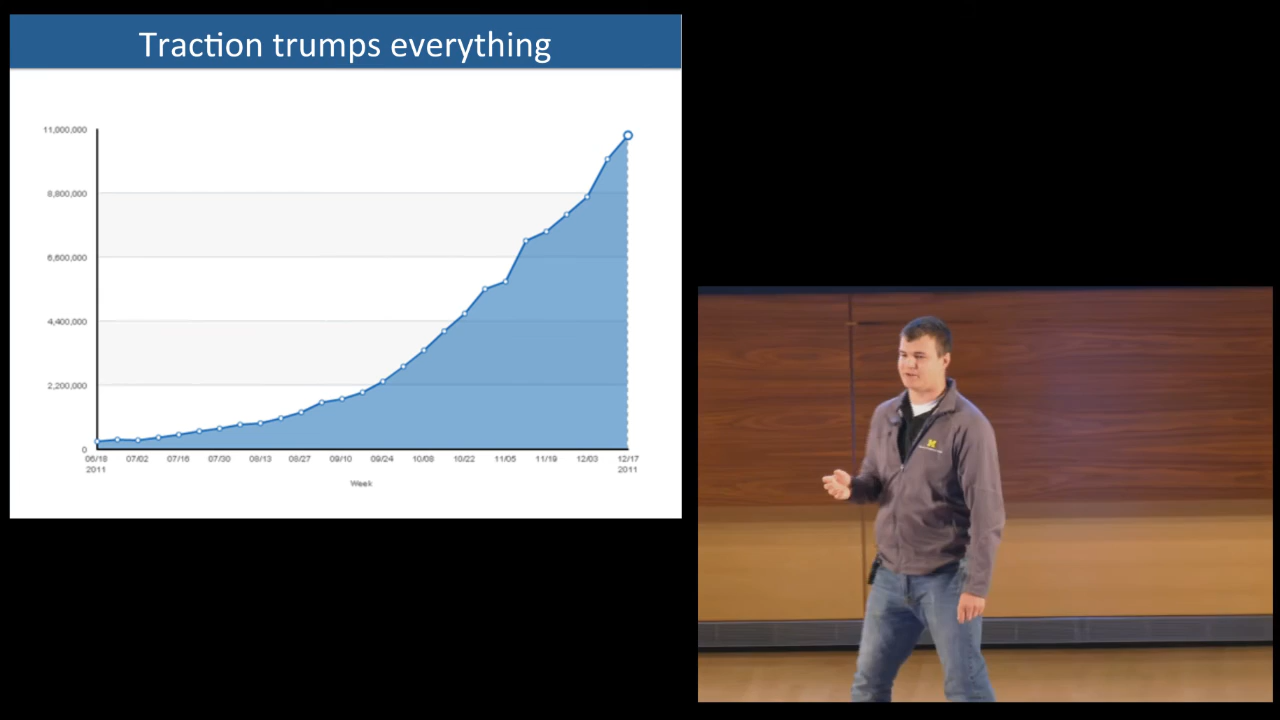 Traction trumps everything
11,000,000
8,800,000
6,600,000
4,400,000
2,200,000
0
06/18 07/02 07/16 07/30 08/13 08/27 09/10 09/24 10/08 10/22 11/05 11/19 12/03 12/17
2011 2011
Week
M